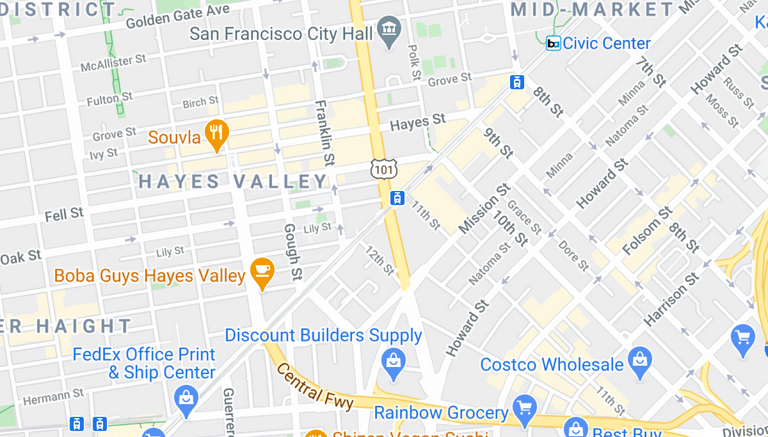 DISTRICT
Golden Gate Ave
MID-MARKET
San Francisco City Hall
Civic Center
McAllister St
Polk St
Grove St
7th St
Howard St
Fulton St
Birch St
Franklin St
Hayes St
8th St
Minna
Russ St
Moss St
Natoma St
Grove St
Souvla
Ivy St
9th St
101
Minna
HAYES VALLEY
Howard St
Mission St
Grace St
Fell St
11th St
10th St
Folsom St
Gough St
Lily St
Lily St
Dore St
8th St
Oak St
12th St
Natoma St
Boba Guys Hayes Valley
Harrison St
ER HAIGHT
Howard St
Discount Builders Supply
FedEx Office Print
& Ship Center
Costco Wholesale
Central Fwy
Hermann St
Guerrero
11th St
Rainbow Grocery
Best Buy
Shizen Vegan Sushi
Division